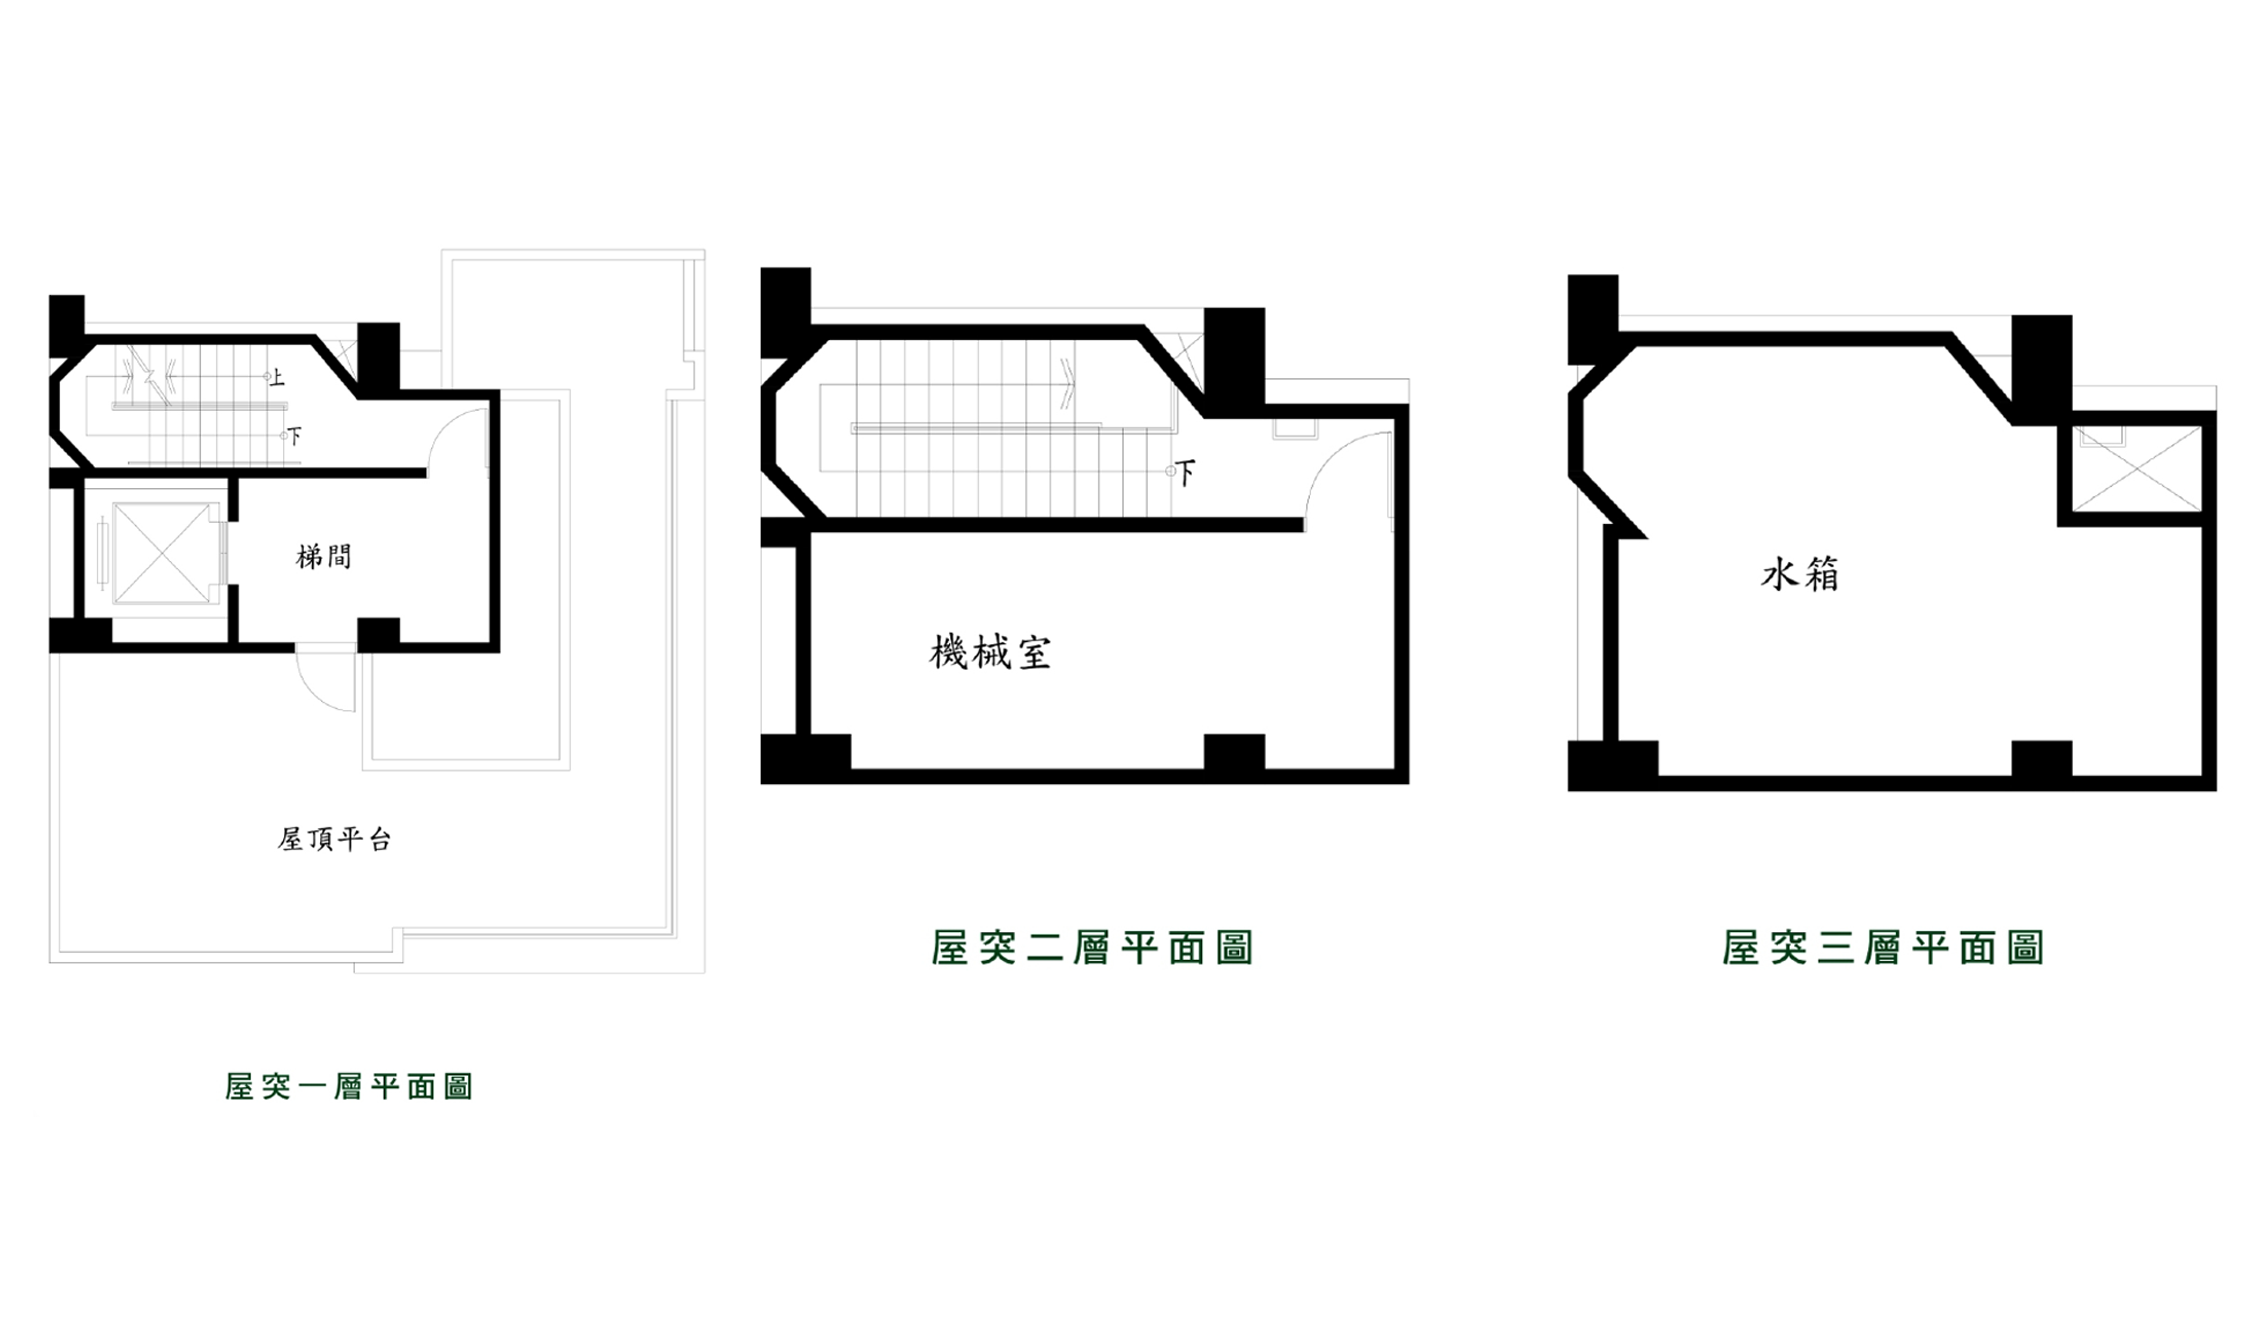 上
下
梯間
屋頂平台
屋突一層平面圖
下
機械室
屋突二層平面圖
水箱
屋突三層平面圖